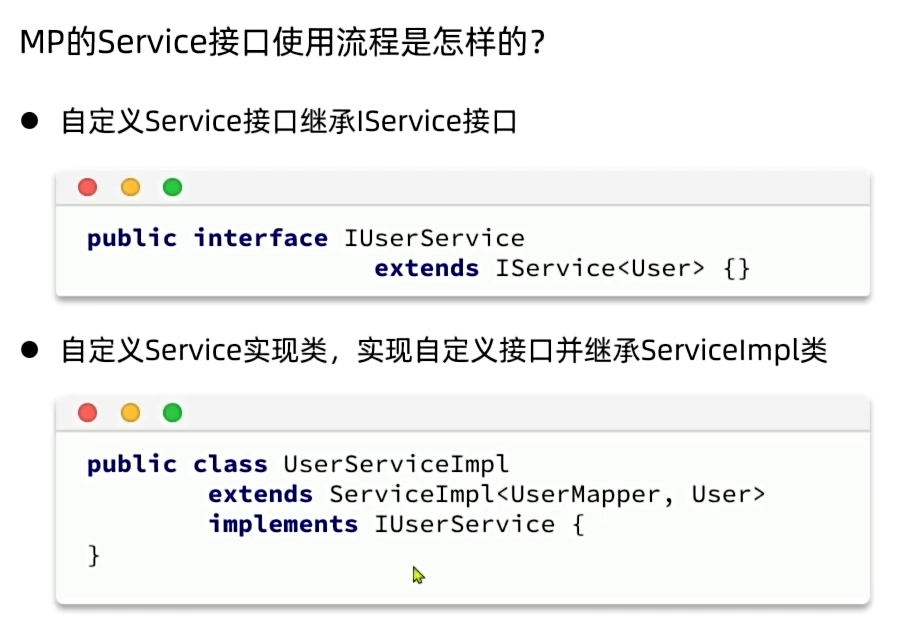 MP的Service接口使用流程是怎样的？
● 自定义Service接口继承IService接口
public interface IUserService
extends IService<User> {}
● 自定义Service实现类，实现自定义接口并继承ServiceImpl类
public class UserServiceImpl
extends ServiceImpl<UserMapper, User>
implements IUserService {
}